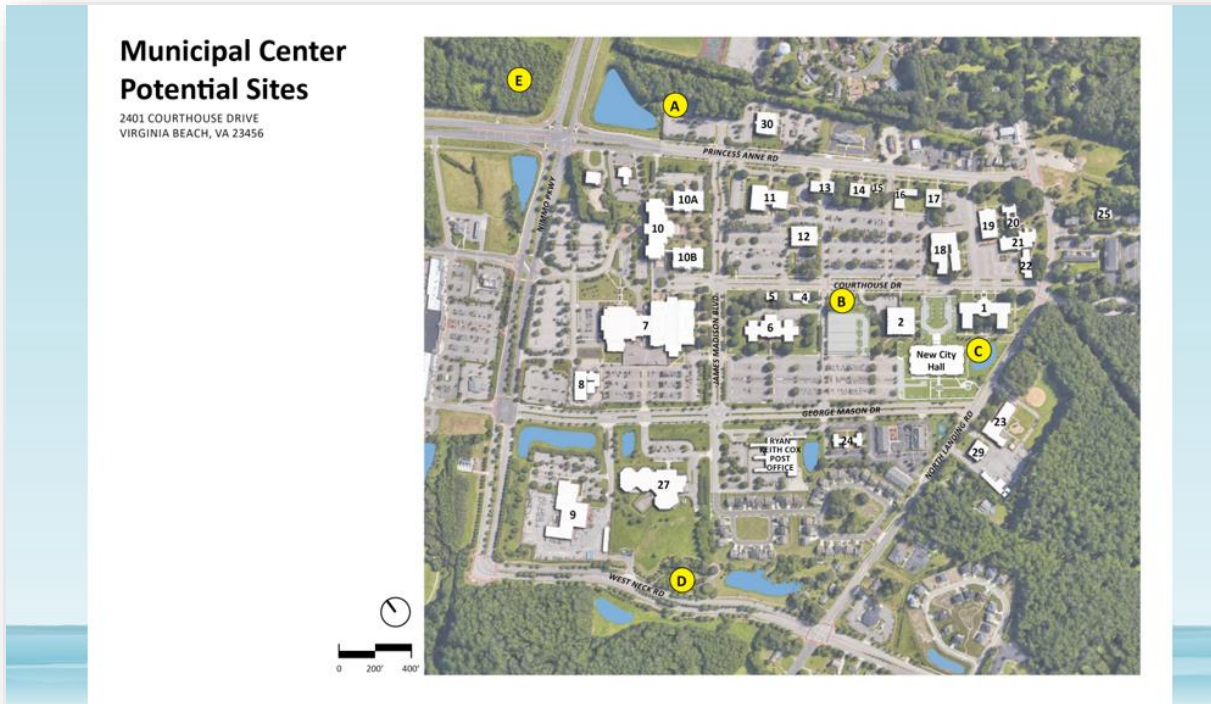 Municipal Center
Potential Sites
2401 COURTHOUSE DRIVE
VIRGINIA BEACH, VA 23456
E
A
30
PRINCESS ANNE RD
NIMMO PKWY
10A
10
10B
11
12
13
14
15
16
17
18
19
20
21
22
25
COURTHOUSE DR
JAMES MADISON BLVD
5
4
B
6
2
1
7
8
New City
Hall
C
GEORGE MASON DR
NORTH LANDING RD
RYAN
KEITH COX
POST
OFFICE
24
23
29
27
9
D
WEST NECK RD
0 200' 400'